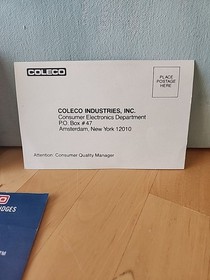 COLECO
PLACE
POSTAGE
HERE
COLECO INDUSTRIES, INC.
Consumer Electronics Department
P.O. Box #47
Amsterdam, New York 12010
Attention: Consumer Quality Manager